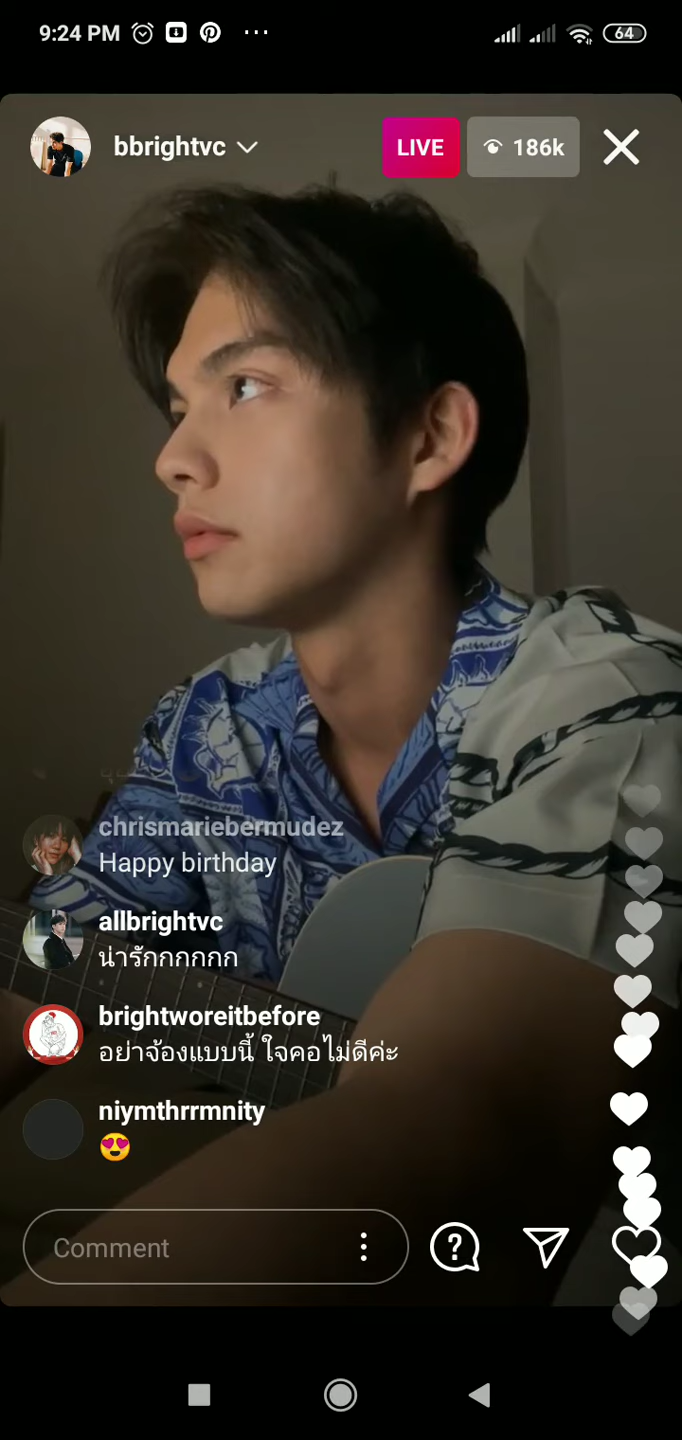 9:24 PM
64
bbrightvc
LIVE
186k
chrismariebermudez
Happy birthday
allbrightvc
น่ารักกกกกก
brightworeitbefore
อย่าจ้องแบบนี้ ใจคอไม่ดีค่ะ
niymthrrmnity
😍
Comment